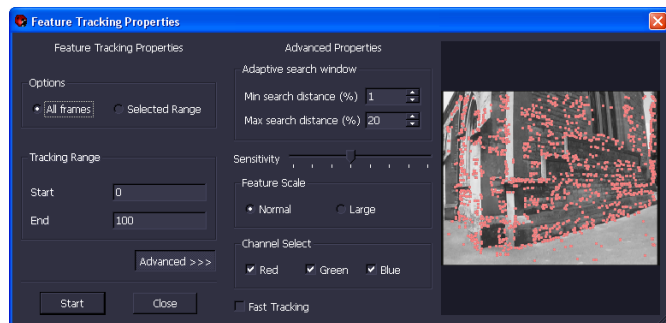 Feature Tracking Properties
Feature Tracking Properties
Options
All frames
Selected Range
Tracking Range
Start
0
End
100
Advanced >>>
Start
Close
Advanced Properties
Adaptive search window
Min search distance (%)
1
Max search distance (%)
20
Sensitivity
Feature Scale
Normal
Large
Channel Select
Red
Green
Blue
Fast Tracking